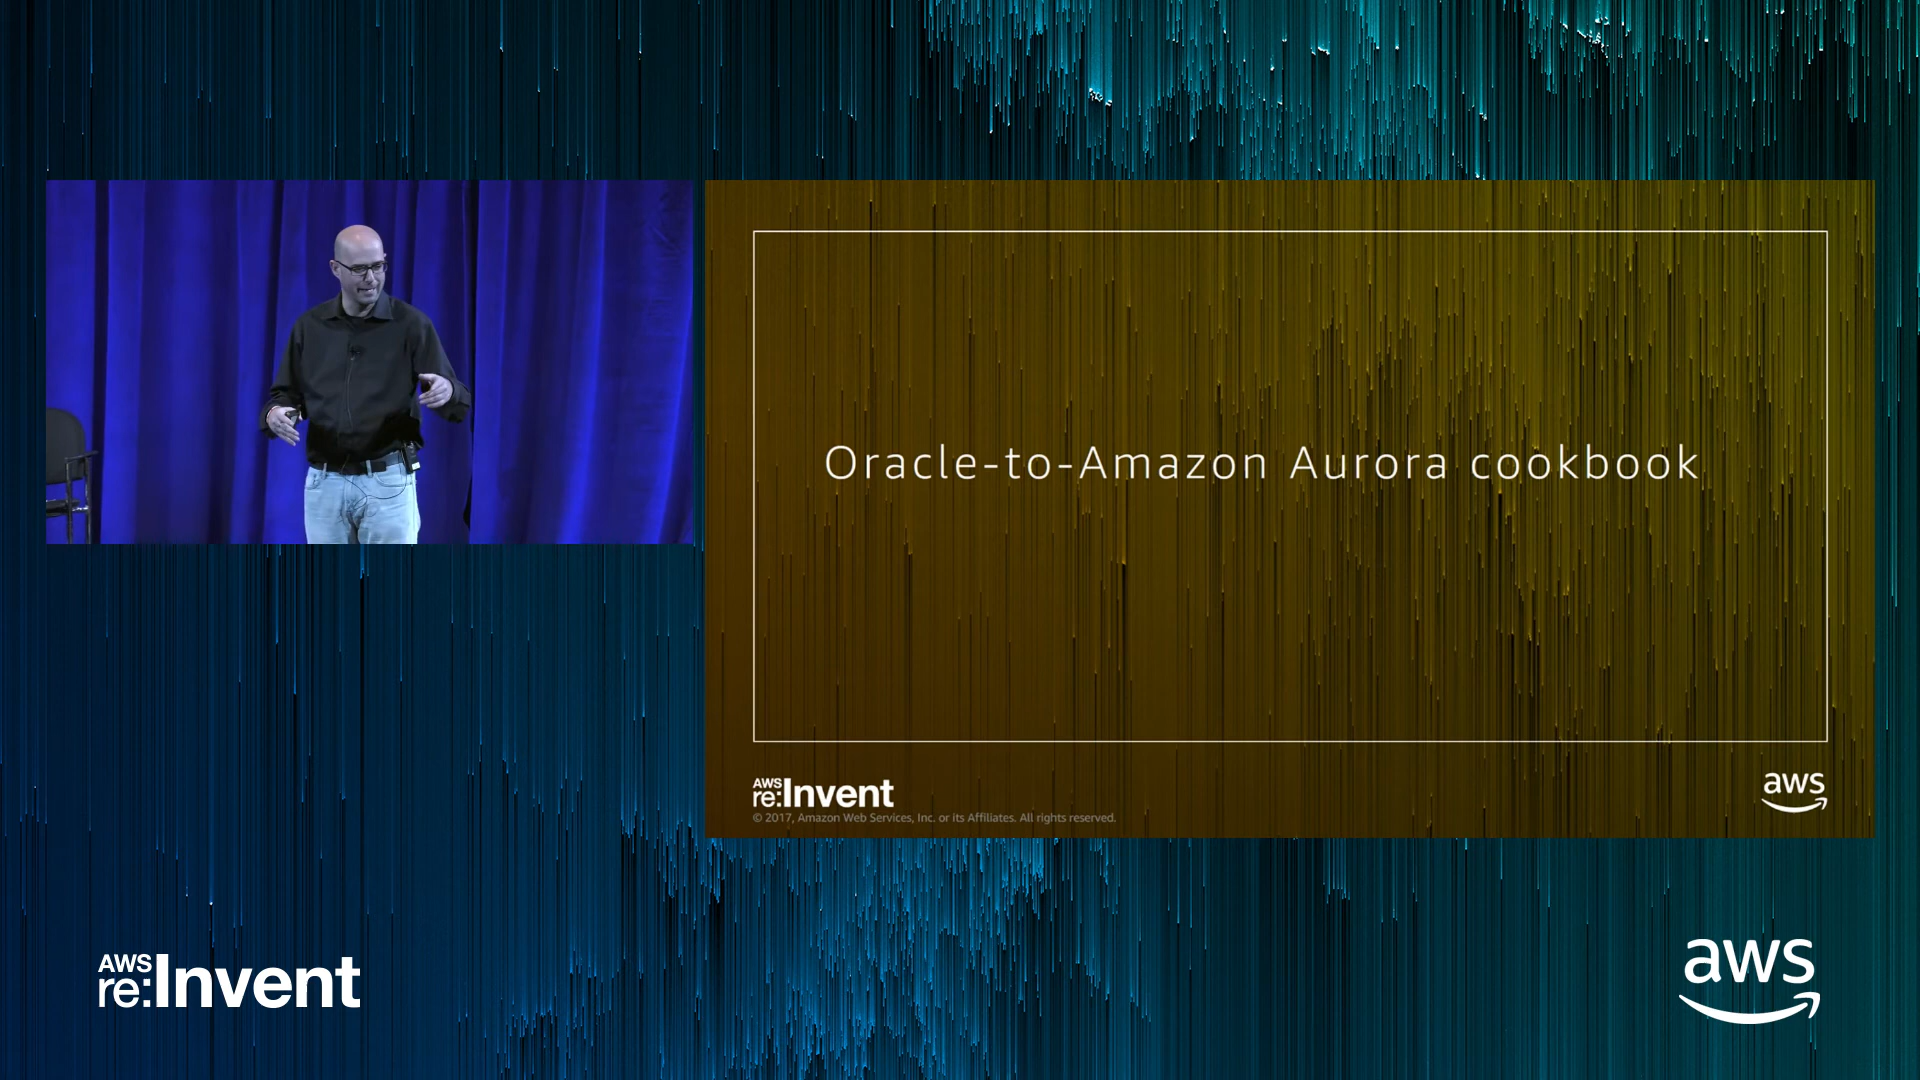 Oracle-to-Amazon Aurora cookbook
AWS
re:Invent
© 2017, Amazon Web Services, Inc. or its Affiliates. All rights reserved.
aws
AWS
re:Invent
aws